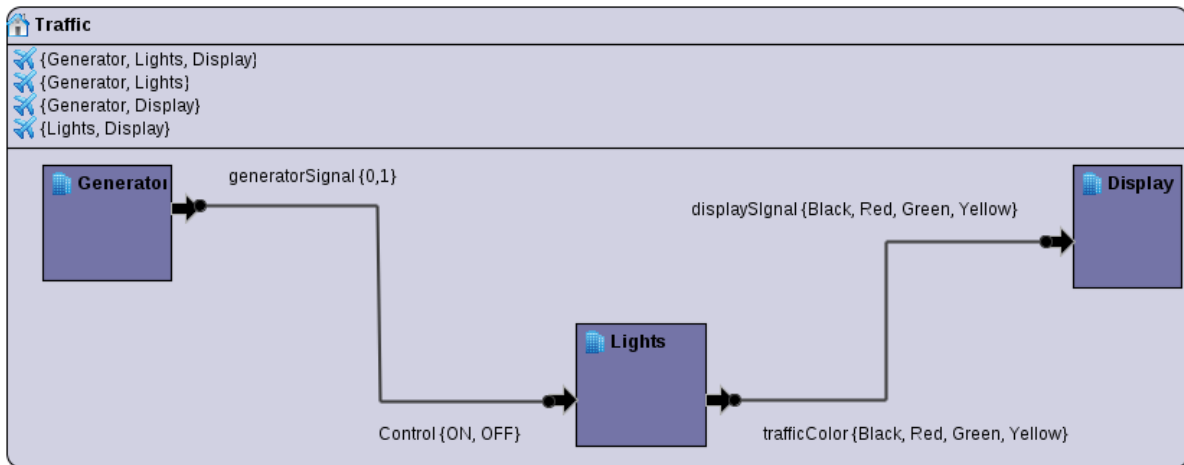 Traffic
{Generator, Lights, Display}
{Generator, Lights}
{Generator, Display}
{Lights, Display}
Generator
generatorSignal {0,1}
Display
displaySIgnal {Black, Red, Green, Yellow}
Lights
Control {ON, OFF}
trafficColor {Black, Red, Green, Yellow}